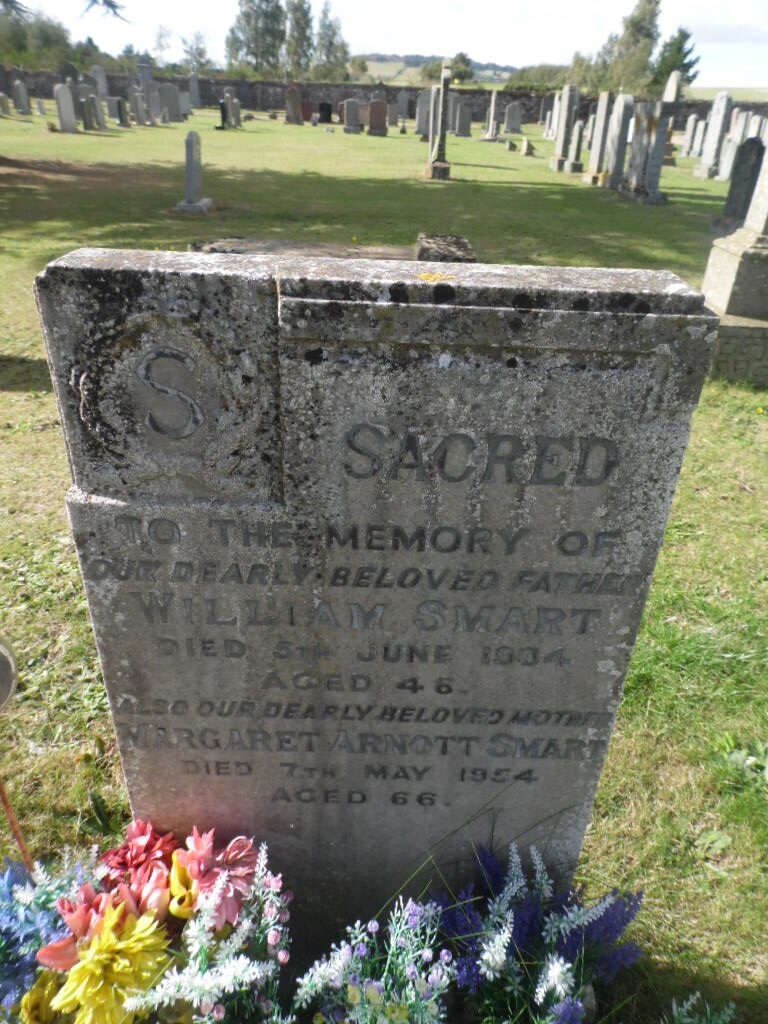 S
SACRED
TO THE MEMORY OF
OUR DEARLY BELOVED FATHER
WILLIAM SMART
DIED 5TH JUNE 1934
AGED 46.
ALSO OUR DEARLY BELOVED MOTHER
MARGARET ARNOTT SMART
DIED 7TH MAY 1954
AGED 66.